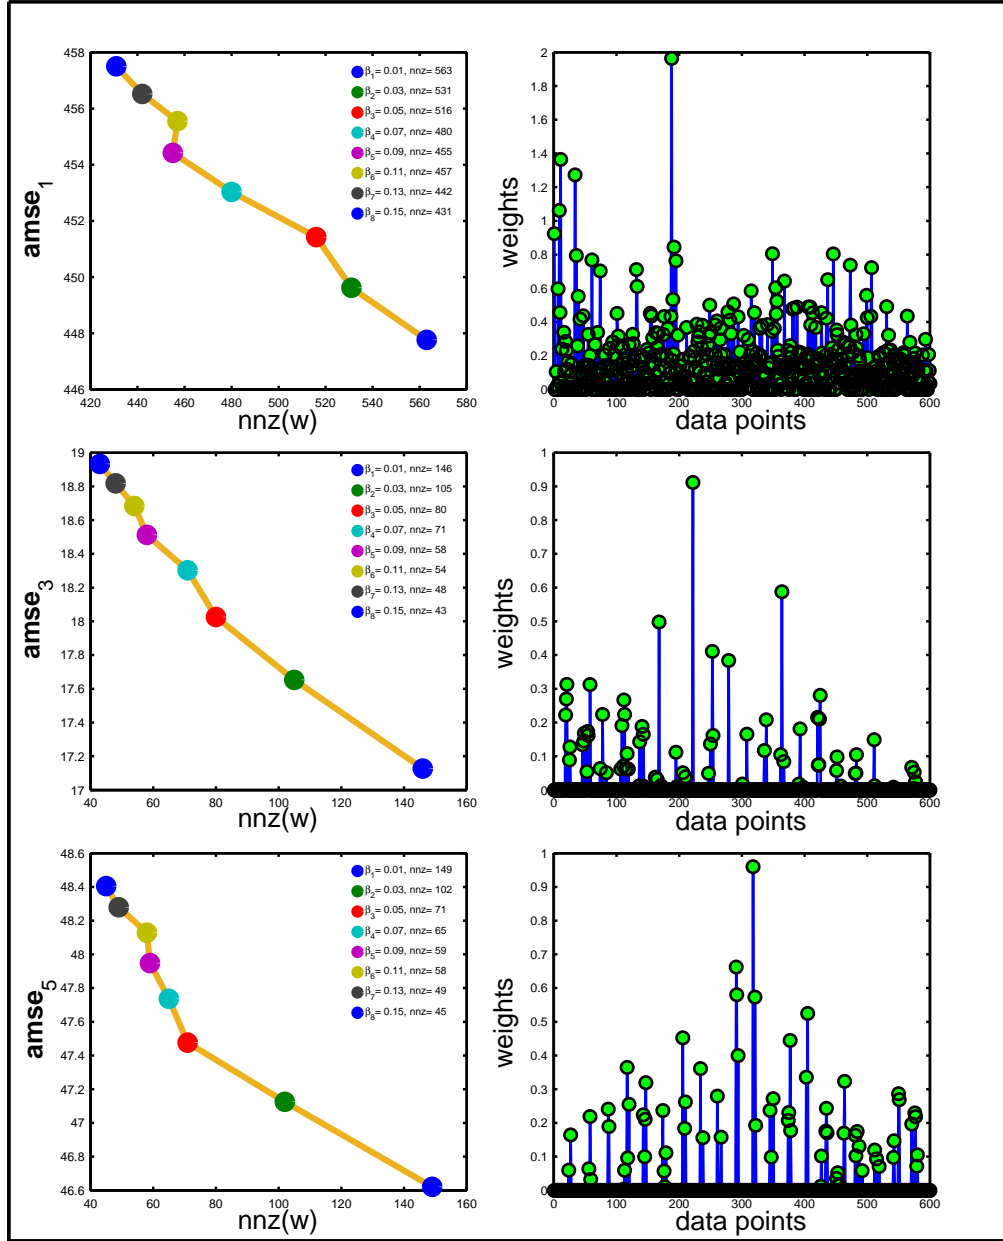 458
456
454
452
450
448
446
420 440 460 480 500 520 540 560 580
amse₁
nnz(w)
β₁= 0.01, nnz= 563
β₂= 0.03, nnz= 531
β₃= 0.05, nnz= 516
β₄= 0.07, nnz= 480
β₅= 0.09, nnz= 455
β₆= 0.11, nnz= 457
β₇= 0.13, nnz= 442
β₈= 0.15, nnz= 431
2
1.8
1.6
1.4
1.2
1
0.8
0.6
0.4
0.2
0
0 100 200 300 400 500 600
weights
data points
19
18.8
18.6
18.4
18.2
18
17.8
17.6
17.4
17.2
17
40 60 80 100 120 140 160
amse₃
nnz(w)
β₁= 0.01, nnz= 146
β₂= 0.03, nnz= 105
β₃= 0.05, nnz= 80
β₄= 0.07, nnz= 71
β₅= 0.09, nnz= 58
β₆= 0.11, nnz= 54
β₇= 0.13, nnz= 48
β₈= 0.15, nnz= 43
1
0.9
0.8
0.7
0.6
0.5
0.4
0.3
0.2
0.1
0
0 100 200 300 400 500 600
weights
data points
48.6
48.4
48.2
48
47.8
47.6
47.4
47.2
47
46.8
46.6
40 60 80 100 120 140 160
amse₅
nnz(w)
β₁= 0.01, nnz= 149
β₂= 0.03, nnz= 102
β₃= 0.05, nnz= 71
β₄= 0.07, nnz= 65
β₅= 0.09, nnz= 59
β₆= 0.11, nnz= 58
β₇= 0.13, nnz= 49
β₈= 0.15, nnz= 45
1
0.9
0.8
0.7
0.6
0.5
0.4
0.3
0.2
0.1
0
0 100 200 300 400 500 600
weights
data points